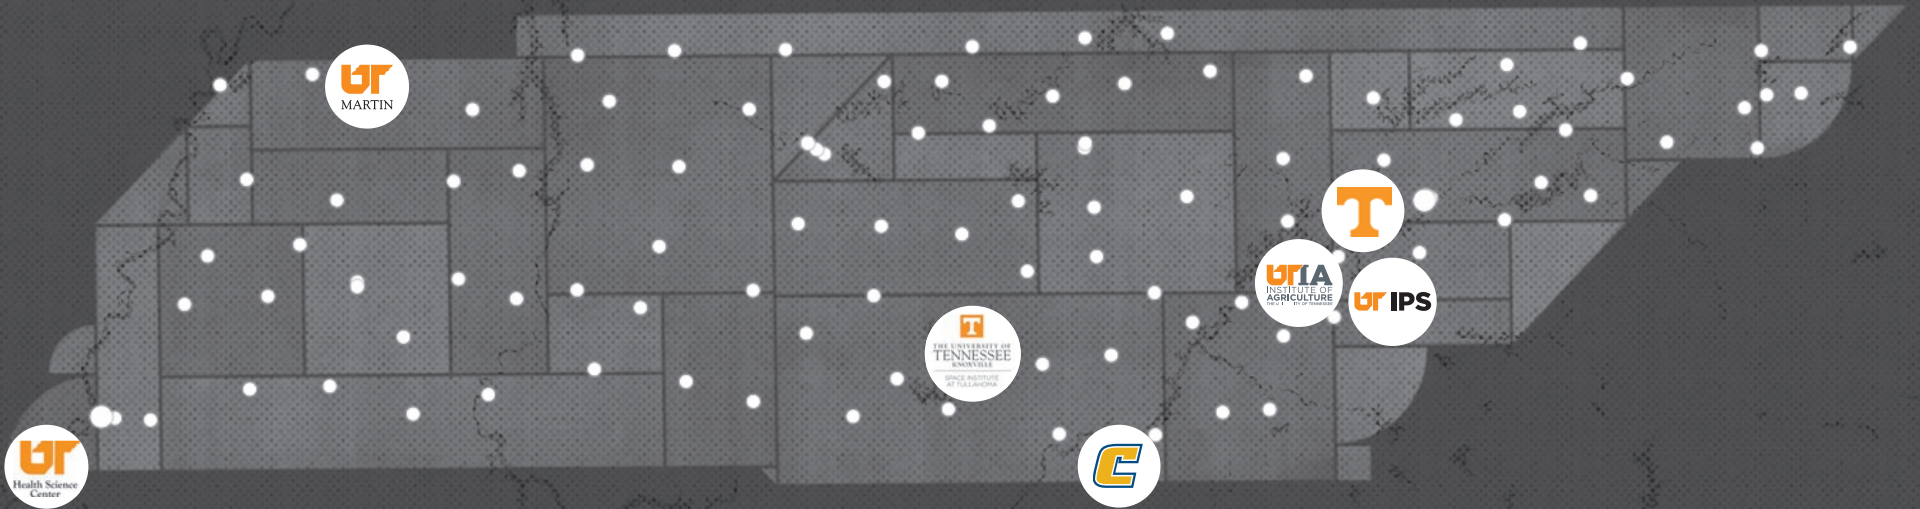 UT
MARTIN
T
UTIA
INSTITUTE OF
AGRICULTURE
UT IPS
T
THE UNIVERSITY OF
TENNESSEE
KNOXVILLE
SPACE INSTITUTE
AT TULLAHOMA
UT
Health Science
Center
C